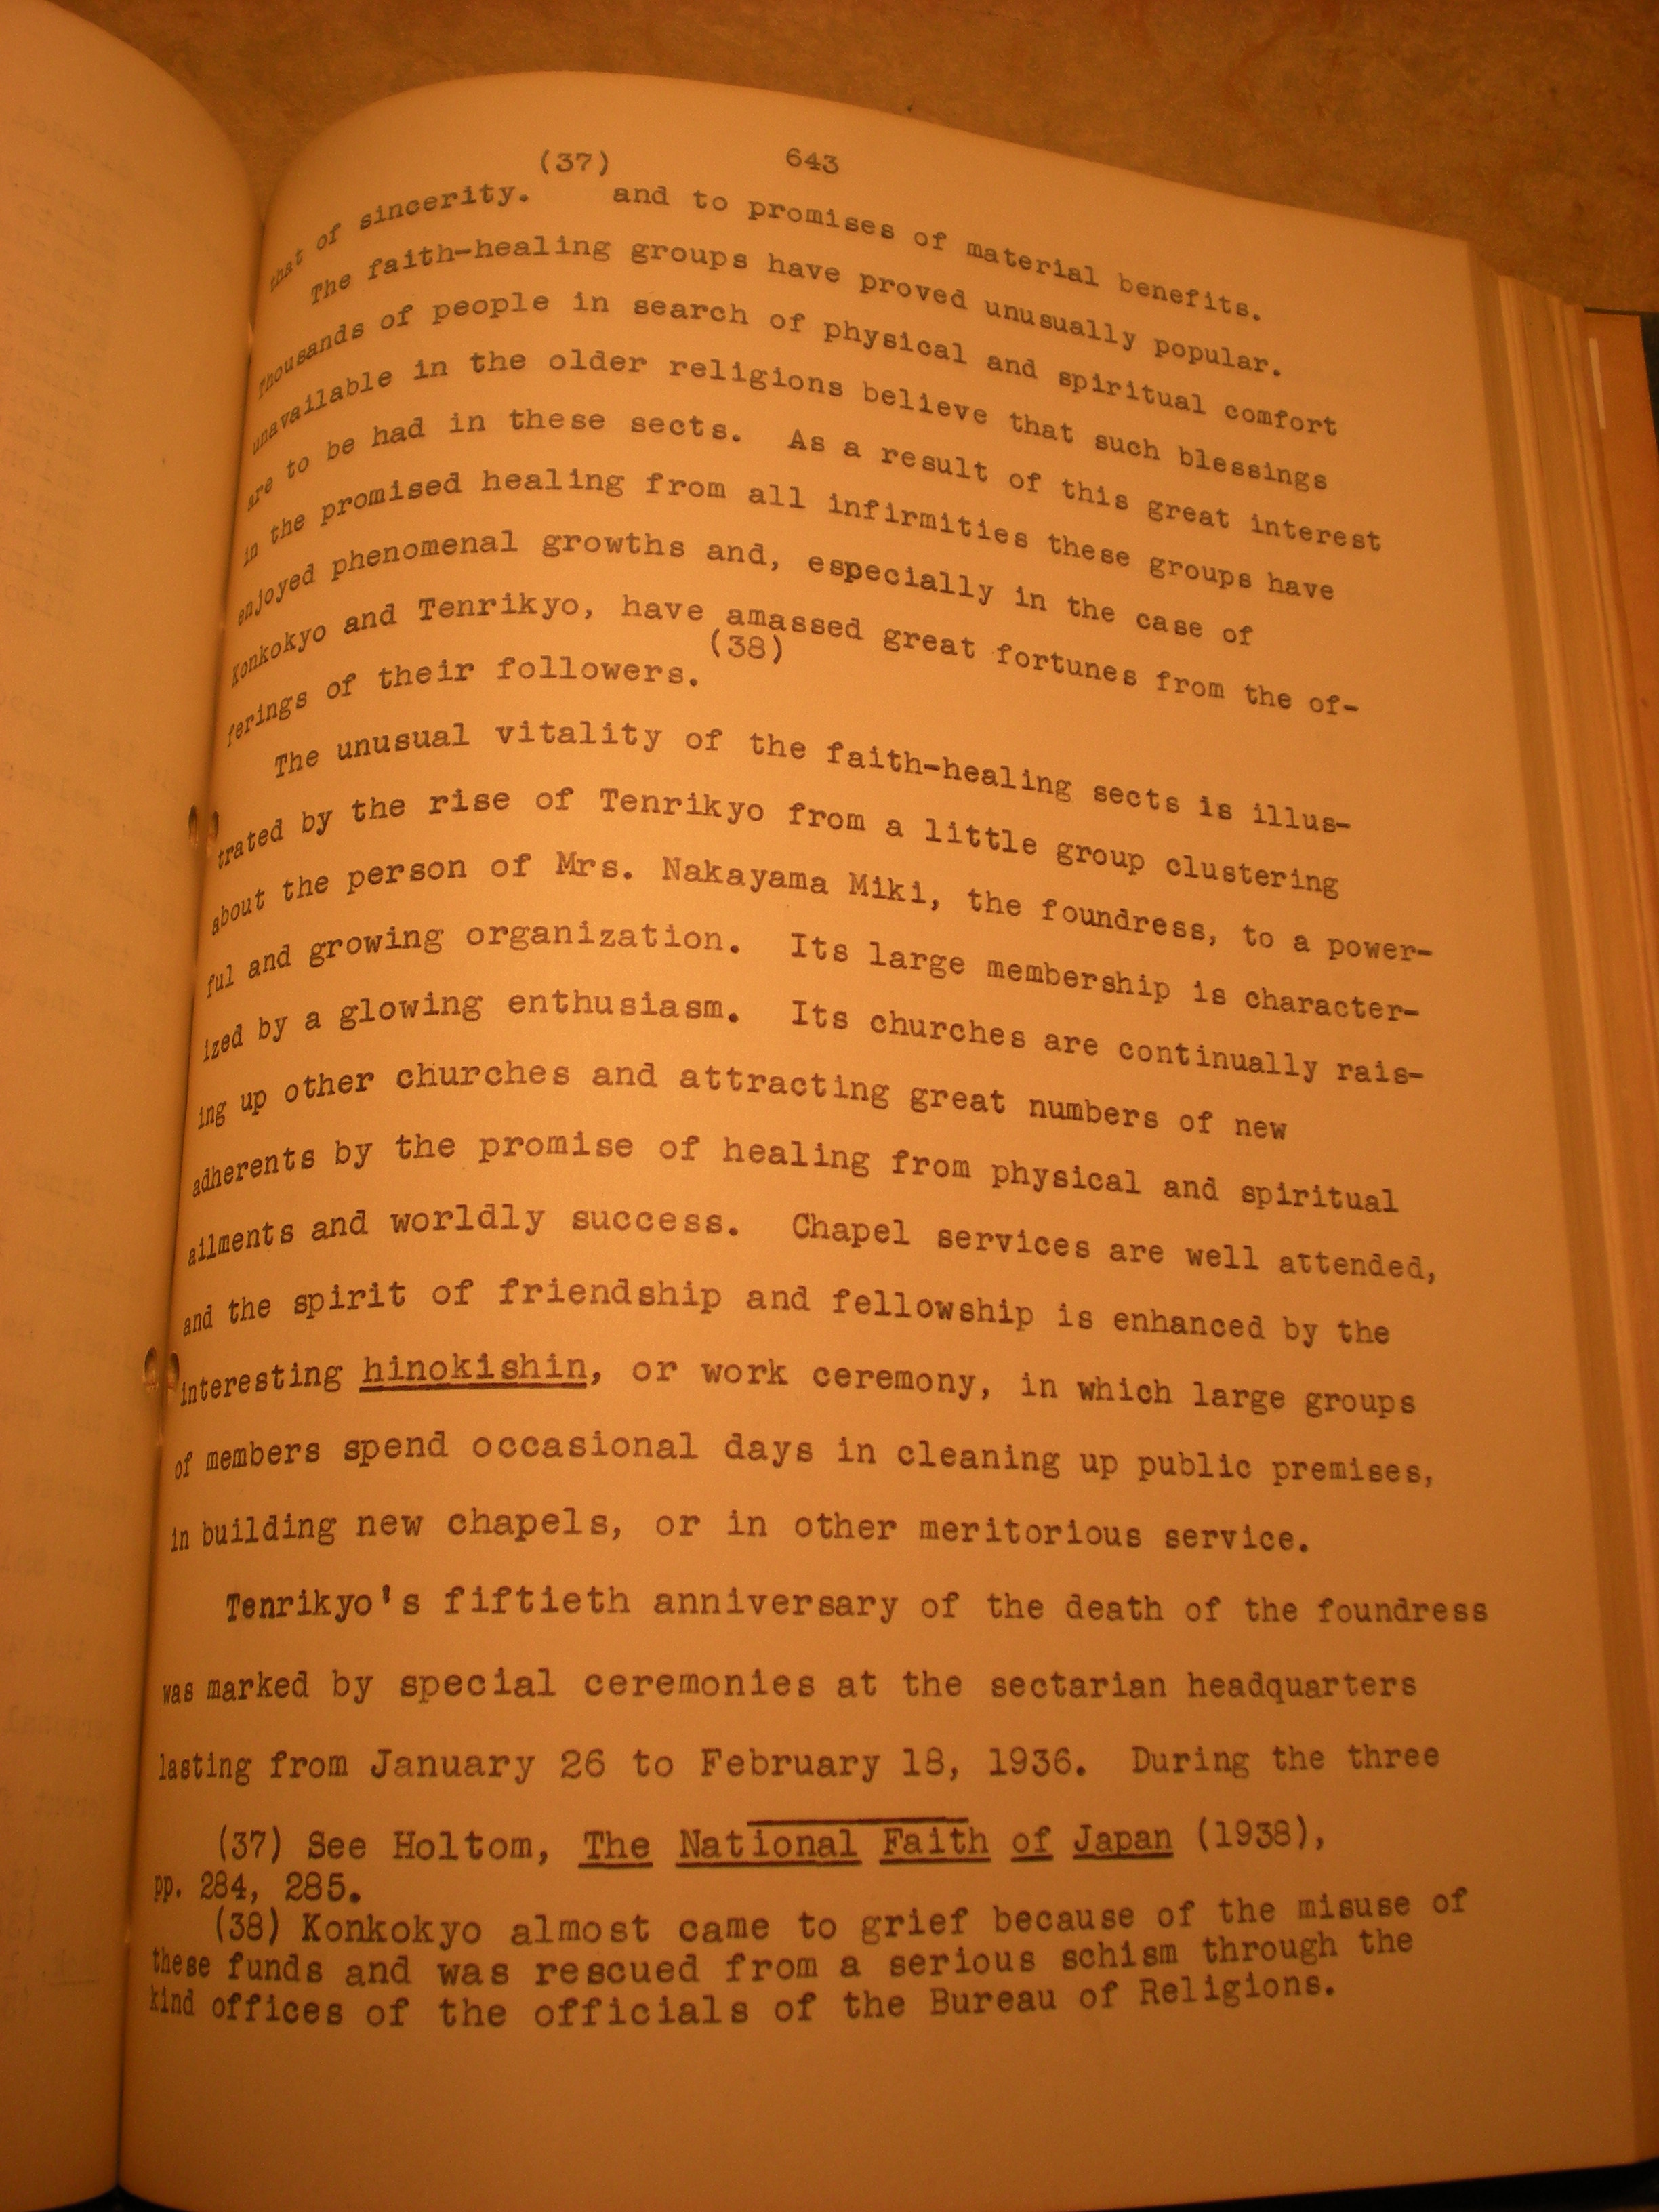 643
that of sincerity.(37) and to promises of material benefits.
The faith-healing groups have proved unusually popular.
Thousands of people in search of physical and spiritual comfort
unavailable in the older religions believe that such blessings
are to be had in these sects. As a result of this great interest
in the promised healing from all infirmities these groups have
enjoyed phenomenal growths and, especially in the case of
Konkokyo and Tenrikyo, have amassed great fortunes from the of-
ferings of their followers.(38)
The unusual vitality of the faith-healing sects is illus-
trated by the rise of Tenrikyo from a little group clustering
about the person of Mrs. Nakayama Miki, the foundress, to a power-
ful and growing organization. Its large membership is character-
ized by a glowing enthusiasm. Its churches are continually rais-
ing up other churches and attracting great numbers of new
adherents by the promise of healing from physical and spiritual
ailments and worldly success. Chapel services are well attended,
and the spirit of friendship and fellowship is enhanced by the
interesting hinokishin, or work ceremony, in which large groups
of members spend occasional days in cleaning up public premises,
in building new chapels, or in other meritorious service.
Tenrikyo's fiftieth anniversary of the death of the foundress
was marked by special ceremonies at the sectarian headquarters
lasting from January 26 to February 18, 1936. During the three
(37) See Holtom, The National Faith of Japan (1938),
pp. 284, 285.
(38) Konkokyo almost came to grief because of the misuse of
these funds and was rescued from a serious schism through the
kind offices of the officials of the Bureau of Religions.